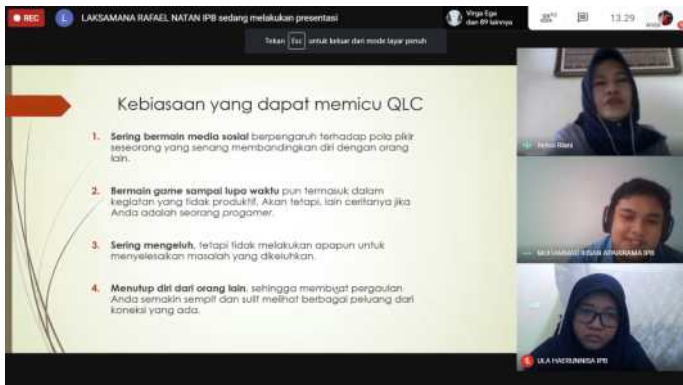 REC
L
LAKSAMANA RAFAEL NATAN IPB sedang melakukan presentasi
Virga Ega
dan 89 lainnya
13.29
Anda
Tekan Esc untuk keluar dari mode layar penuh
Kebiasaan yang dapat memicu QLC
1. Sering bermain media sosial berpengaruh terhadap pola pikir
seseorang yang senang membandingkan diri dengan orang
lain.
2. Bermain game sampai lupa waktu pun termasuk dalam
kegiatan yang tidak produktif. Akan tetapi, lain ceritanya jika
Anda adalah seorang progamer.
3. Sering mengeluh, tetapi tidak melakukan apapun untuk
menyelesaikan masalah yang dikeluhkan.
4. Menutup diri dari orang lain, sehingga membuat pergaulan
Anda semakin sempit dan sulit melihat berbagai peluang dari
koneksi yang ada.
Riani
MUHAMMAD IHSAN IPB
ULA HAERUNNISA IPB